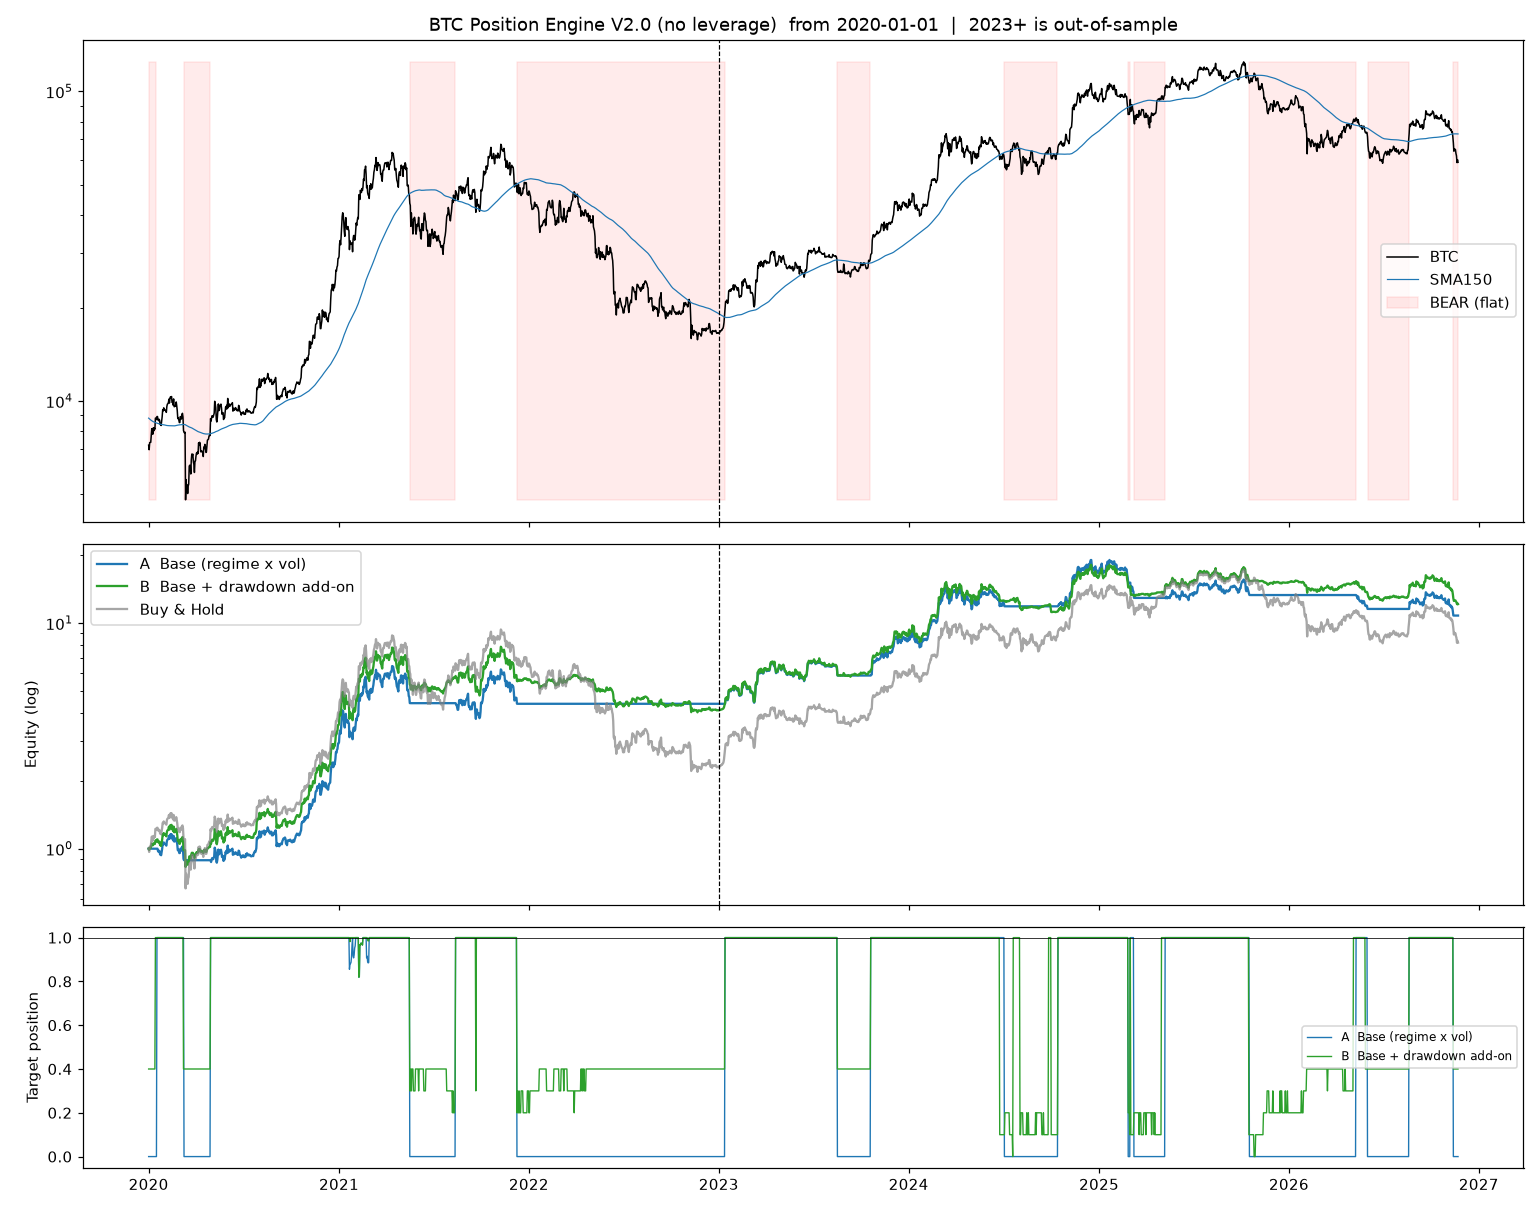 BTC Position Engine V2.0 (no leverage)  from 2020-01-01  |  2023+ is out-of-sample
10^5
10^4
BTC
SMA150
BEAR (flat)
Equity (log)
10^1
10^0
A  Base (regime x vol)
B  Base + drawdown add-on
Buy & Hold
Target position
1.0
0.8
0.6
0.4
0.2
0.0
A  Base (regime x vol)
B  Base + drawdown add-on
2020 2021 2022 2023 2024 2025 2026 2027